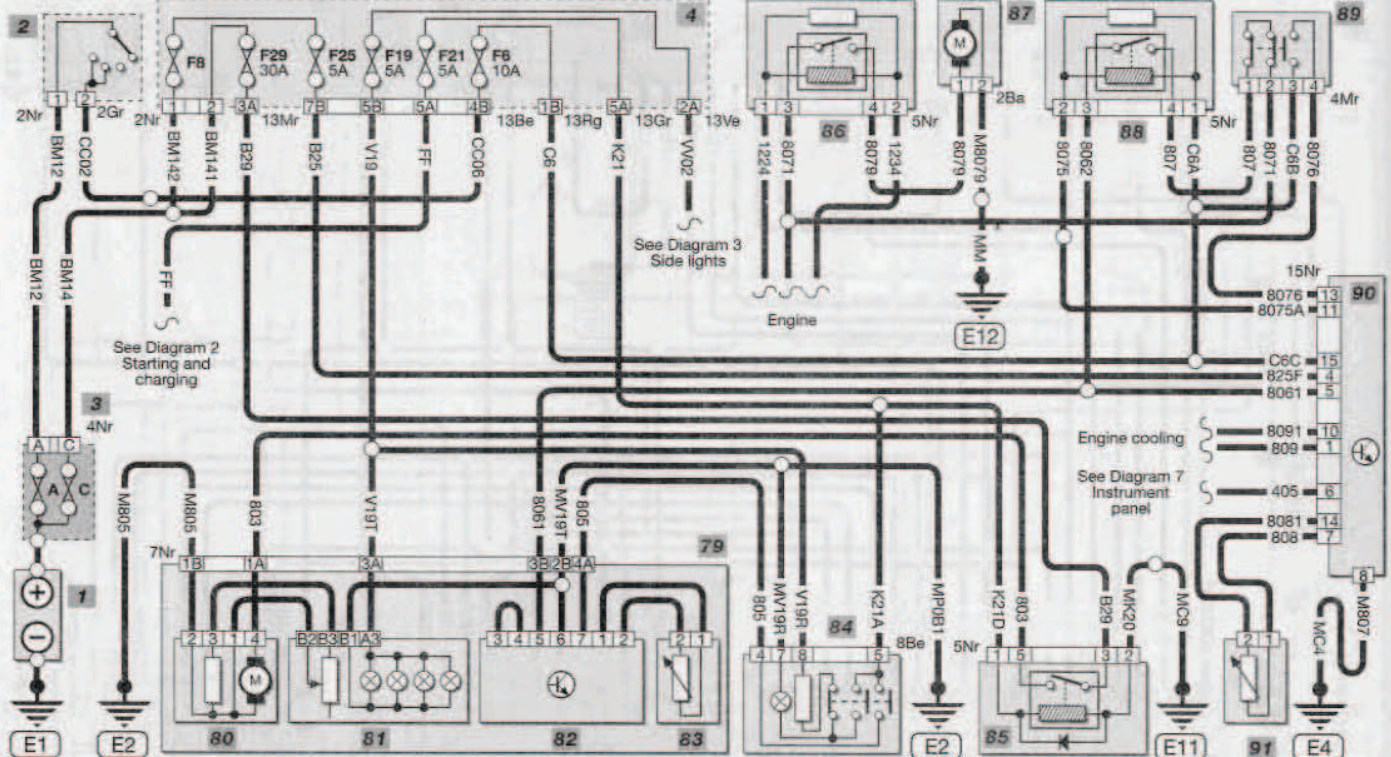 2
4
87
89
F8
F29
30A
F25
5A
F19
5A
F21
5A
F6
10A
M
1 2
1 2 3A 7B 5B 5A 4B 1B 5A 2A
1 3 4 2
1 2
2 3 4 1
1 2 3 4
2Nr 2Gr 2Nr 13Mr 13Be 13Rg 13Gr 13Ve
86 5Nr 2Ba 88 5Nr 4Mr
BM112 CC02 BM142 BM141 B29 B25 V19 FF CC06 C6 K21 VV02
1224 8071 8079 1234 8079 M8079 8075 8062 807 C6A 807 8071 C6B 8076
BM12 BM14 FF MM
See Diagram 3
Side lights
Engine
E12
See Diagram 2
Starting and
charging
15Nr
90
8076 13
8075A 11
C6C 15
825F 4
8061 5
3
4Nr
A C
A C
Engine cooling
8091 10
809 1
See Diagram 7
Instrument
panel
405 6
8081 14
808 7
8
M805 M805 803 V19T 8061 MV19T 805
79
7Nr
1B 1A 3A 3B 2B 4A
1
+
−
805 MV19R V19R K21A MP0B1 K21D 803 B29 MK20 MC9 MC4 M807
2 3 1 4
B2 B3 B1 A3
3 4 5 6 7 1 2
2 1
84 8Be
4 7 8 5
5Nr
1 5 3 2
2 1
M
E1 E2 80 81 82 83 E2 85 E11 91 E4